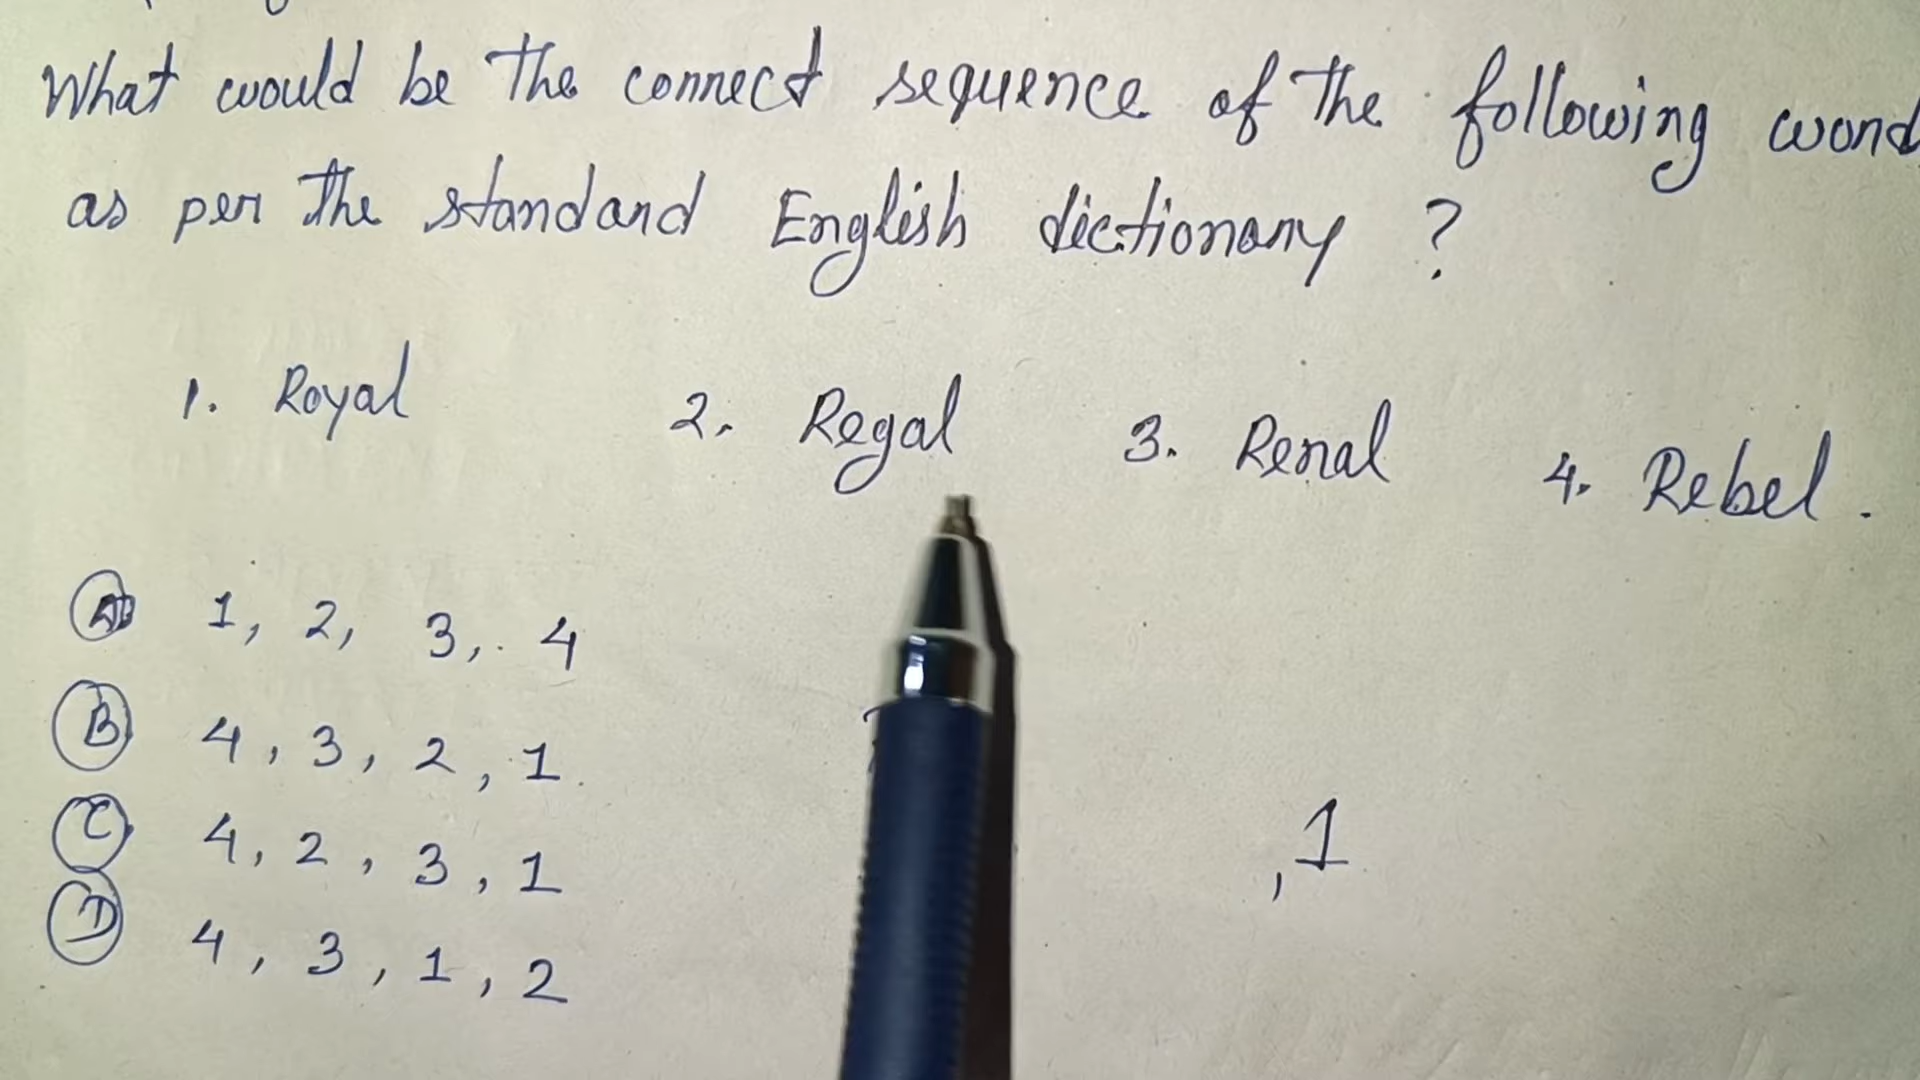 What would be the correct sequence of the following word
as per the standard English dictionary ?
1. Royal 2. Regal 3. Renal 4. Rebel .
A 1, 2, 3, 4
B 4, 3, 2, 1
C 4, 2, 3, 1
D 4, 3, 1, 2
,1